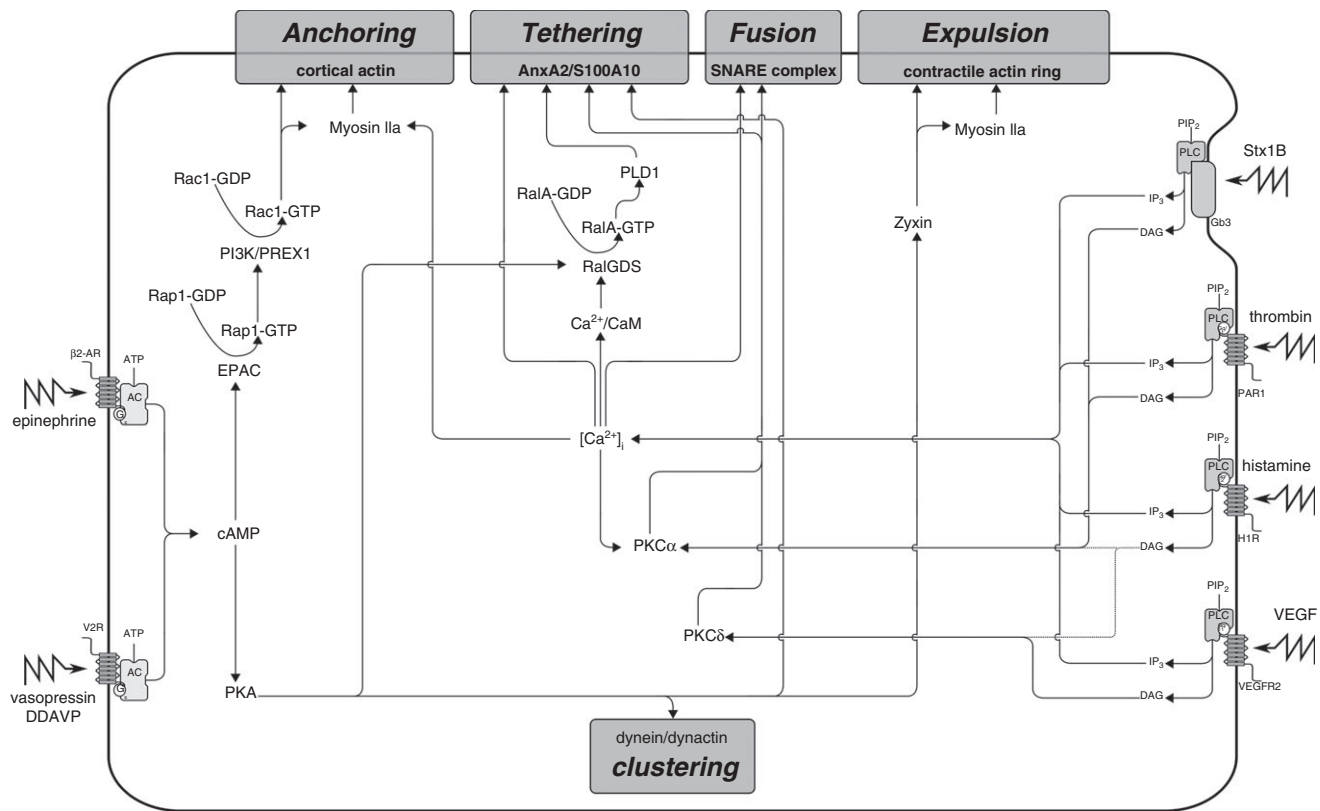 Anchoring
cortical actin
Tethering
AnxA2/S100A10
Fusion
SNARE complex
Expulsion
contractile actin ring
Myosin IIa
Myosin IIa
PIP2
PLC
Stx1B
Rac1-GDP
Rac1-GTP
PI3K/PREX1
PLD1
RalA-GDP
RalA-GTP
RalGDS
Zyxin
IP3
DAG
Gb3
Rap1-GDP
Rap1-GTP
EPAC
Ca2+/CaM
PIP2
PLC
thrombin
IP3
DAG
PAR1
β2-AR
ATP
AC
G
epinephrine
[Ca2+]i
PIP2
PLC
histamine
IP3
DAG
H1R
cAMP
PKCα
PKCδ
PIP2
PLC
VEGF
IP3
DAG
VEGFR2
V2R
ATP
AC
G
vasopressin
DDAVP
PKA
dynein/dynactin
clustering